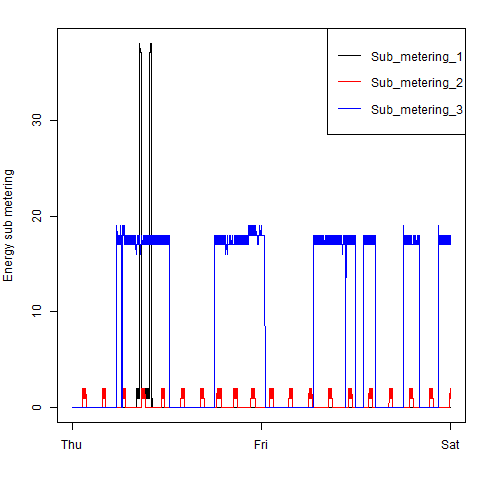 Sub_metering_1
Sub_metering_2
Sub_metering_3
Energy sub metering
30
20
10
0
Thu Fri Sat